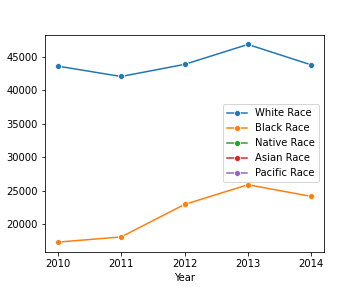 45000
40000
35000
30000
25000
20000
White Race
Black Race
Native Race
Asian Race
Pacific Race
2010 2011 2012 2013 2014
Year